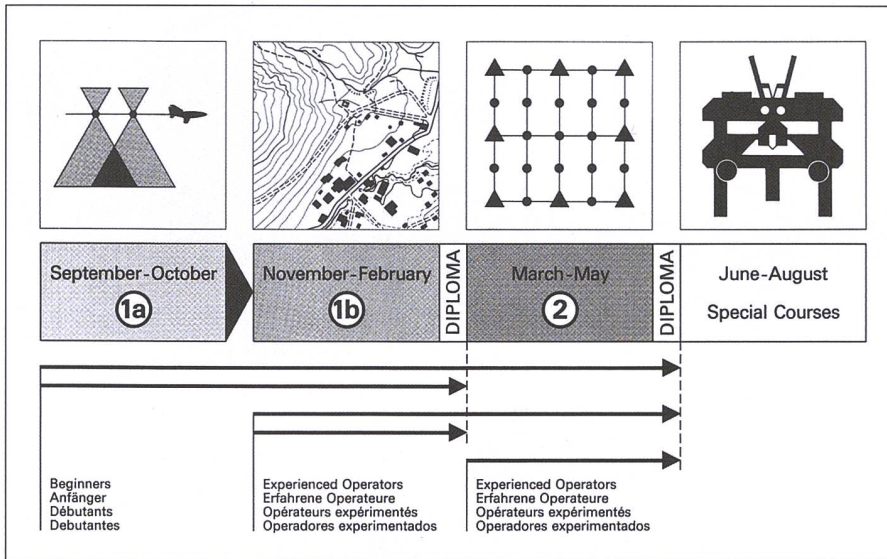 September-October
1a
November-February
1b
DIPLOMA
March-May
2
DIPLOMA
June-August
Special Courses
Beginners
Anfänger
Débutants
Debutantes
Experienced Operators
Erfahrene Operateure
Opérateurs expérimentés
Operadores experimentados
Experienced Operators
Erfahrene Operateure
Opérateurs expérimentés
Operadores experimentados